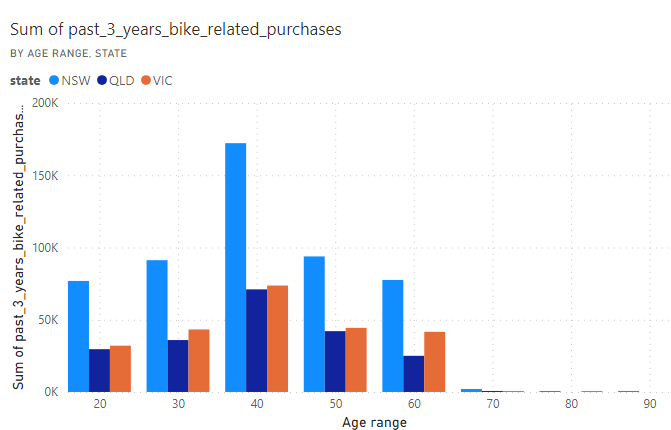 Sum of past_3_years_bike_related_purchases
BY AGE RANGE, STATE
state NSW QLD VIC
Sum of past_3_years_bike_related_purchas...
200K
150K
100K
50K
0K
20 30 40 50 60 70 80 90
Age range